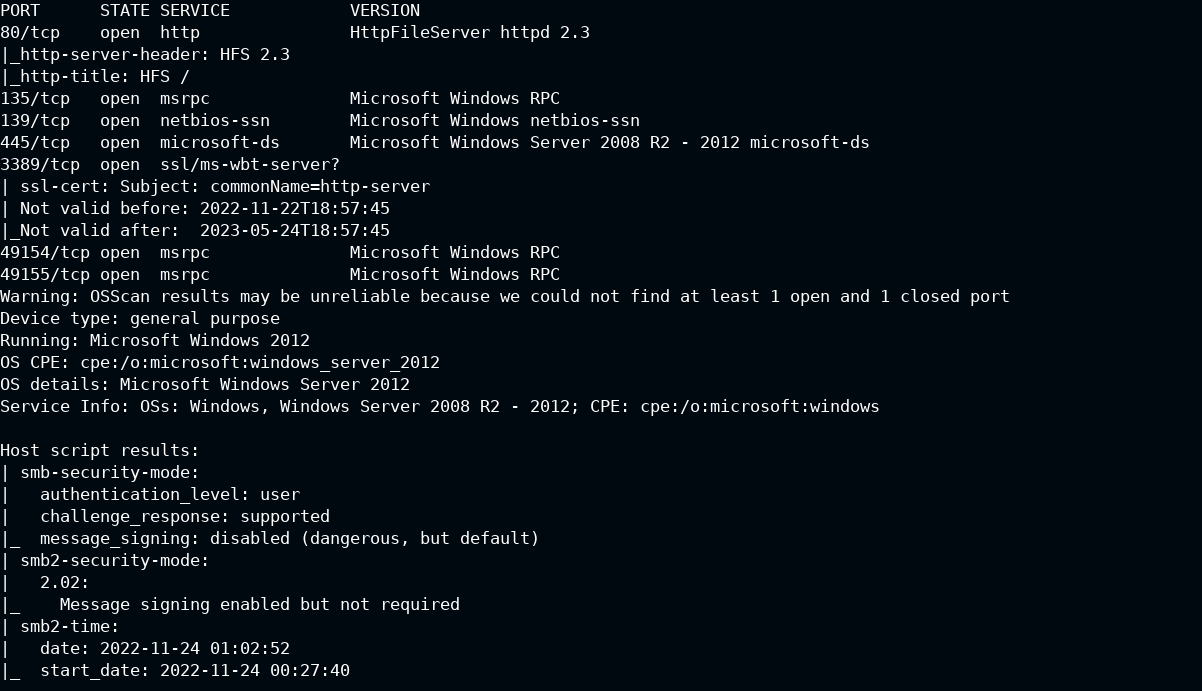 PORT      STATE SERVICE            VERSION
80/tcp    open  http               HttpFileServer httpd 2.3
|_http-server-header: HFS 2.3
|_http-title: HFS /
135/tcp   open  msrpc              Microsoft Windows RPC
139/tcp   open  netbios-ssn        Microsoft Windows netbios-ssn
445/tcp   open  microsoft-ds       Microsoft Windows Server 2008 R2 - 2012 microsoft-ds
3389/tcp  open  ssl/ms-wbt-server?
| ssl-cert: Subject: commonName=http-server
| Not valid before: 2022-11-22T18:57:45
|_Not valid after:  2023-05-24T18:57:45
49154/tcp open  msrpc              Microsoft Windows RPC
49155/tcp open  msrpc              Microsoft Windows RPC
Warning: OSScan results may be unreliable because we could not find at least 1 open and 1 closed port
Device type: general purpose
Running: Microsoft Windows 2012
OS CPE: cpe:/o:microsoft:windows_server_2012
OS details: Microsoft Windows Server 2012
Service Info: OSs: Windows, Windows Server 2008 R2 - 2012; CPE: cpe:/o:microsoft:windows

Host script results:
| smb-security-mode:
|   authentication_level: user
|   challenge_response: supported
|_  message_signing: disabled (dangerous, but default)
| smb2-security-mode:
|   2.02:
|_    Message signing enabled but not required
| smb2-time:
|   date: 2022-11-24 01:02:52
|_  start_date: 2022-11-24 00:27:40